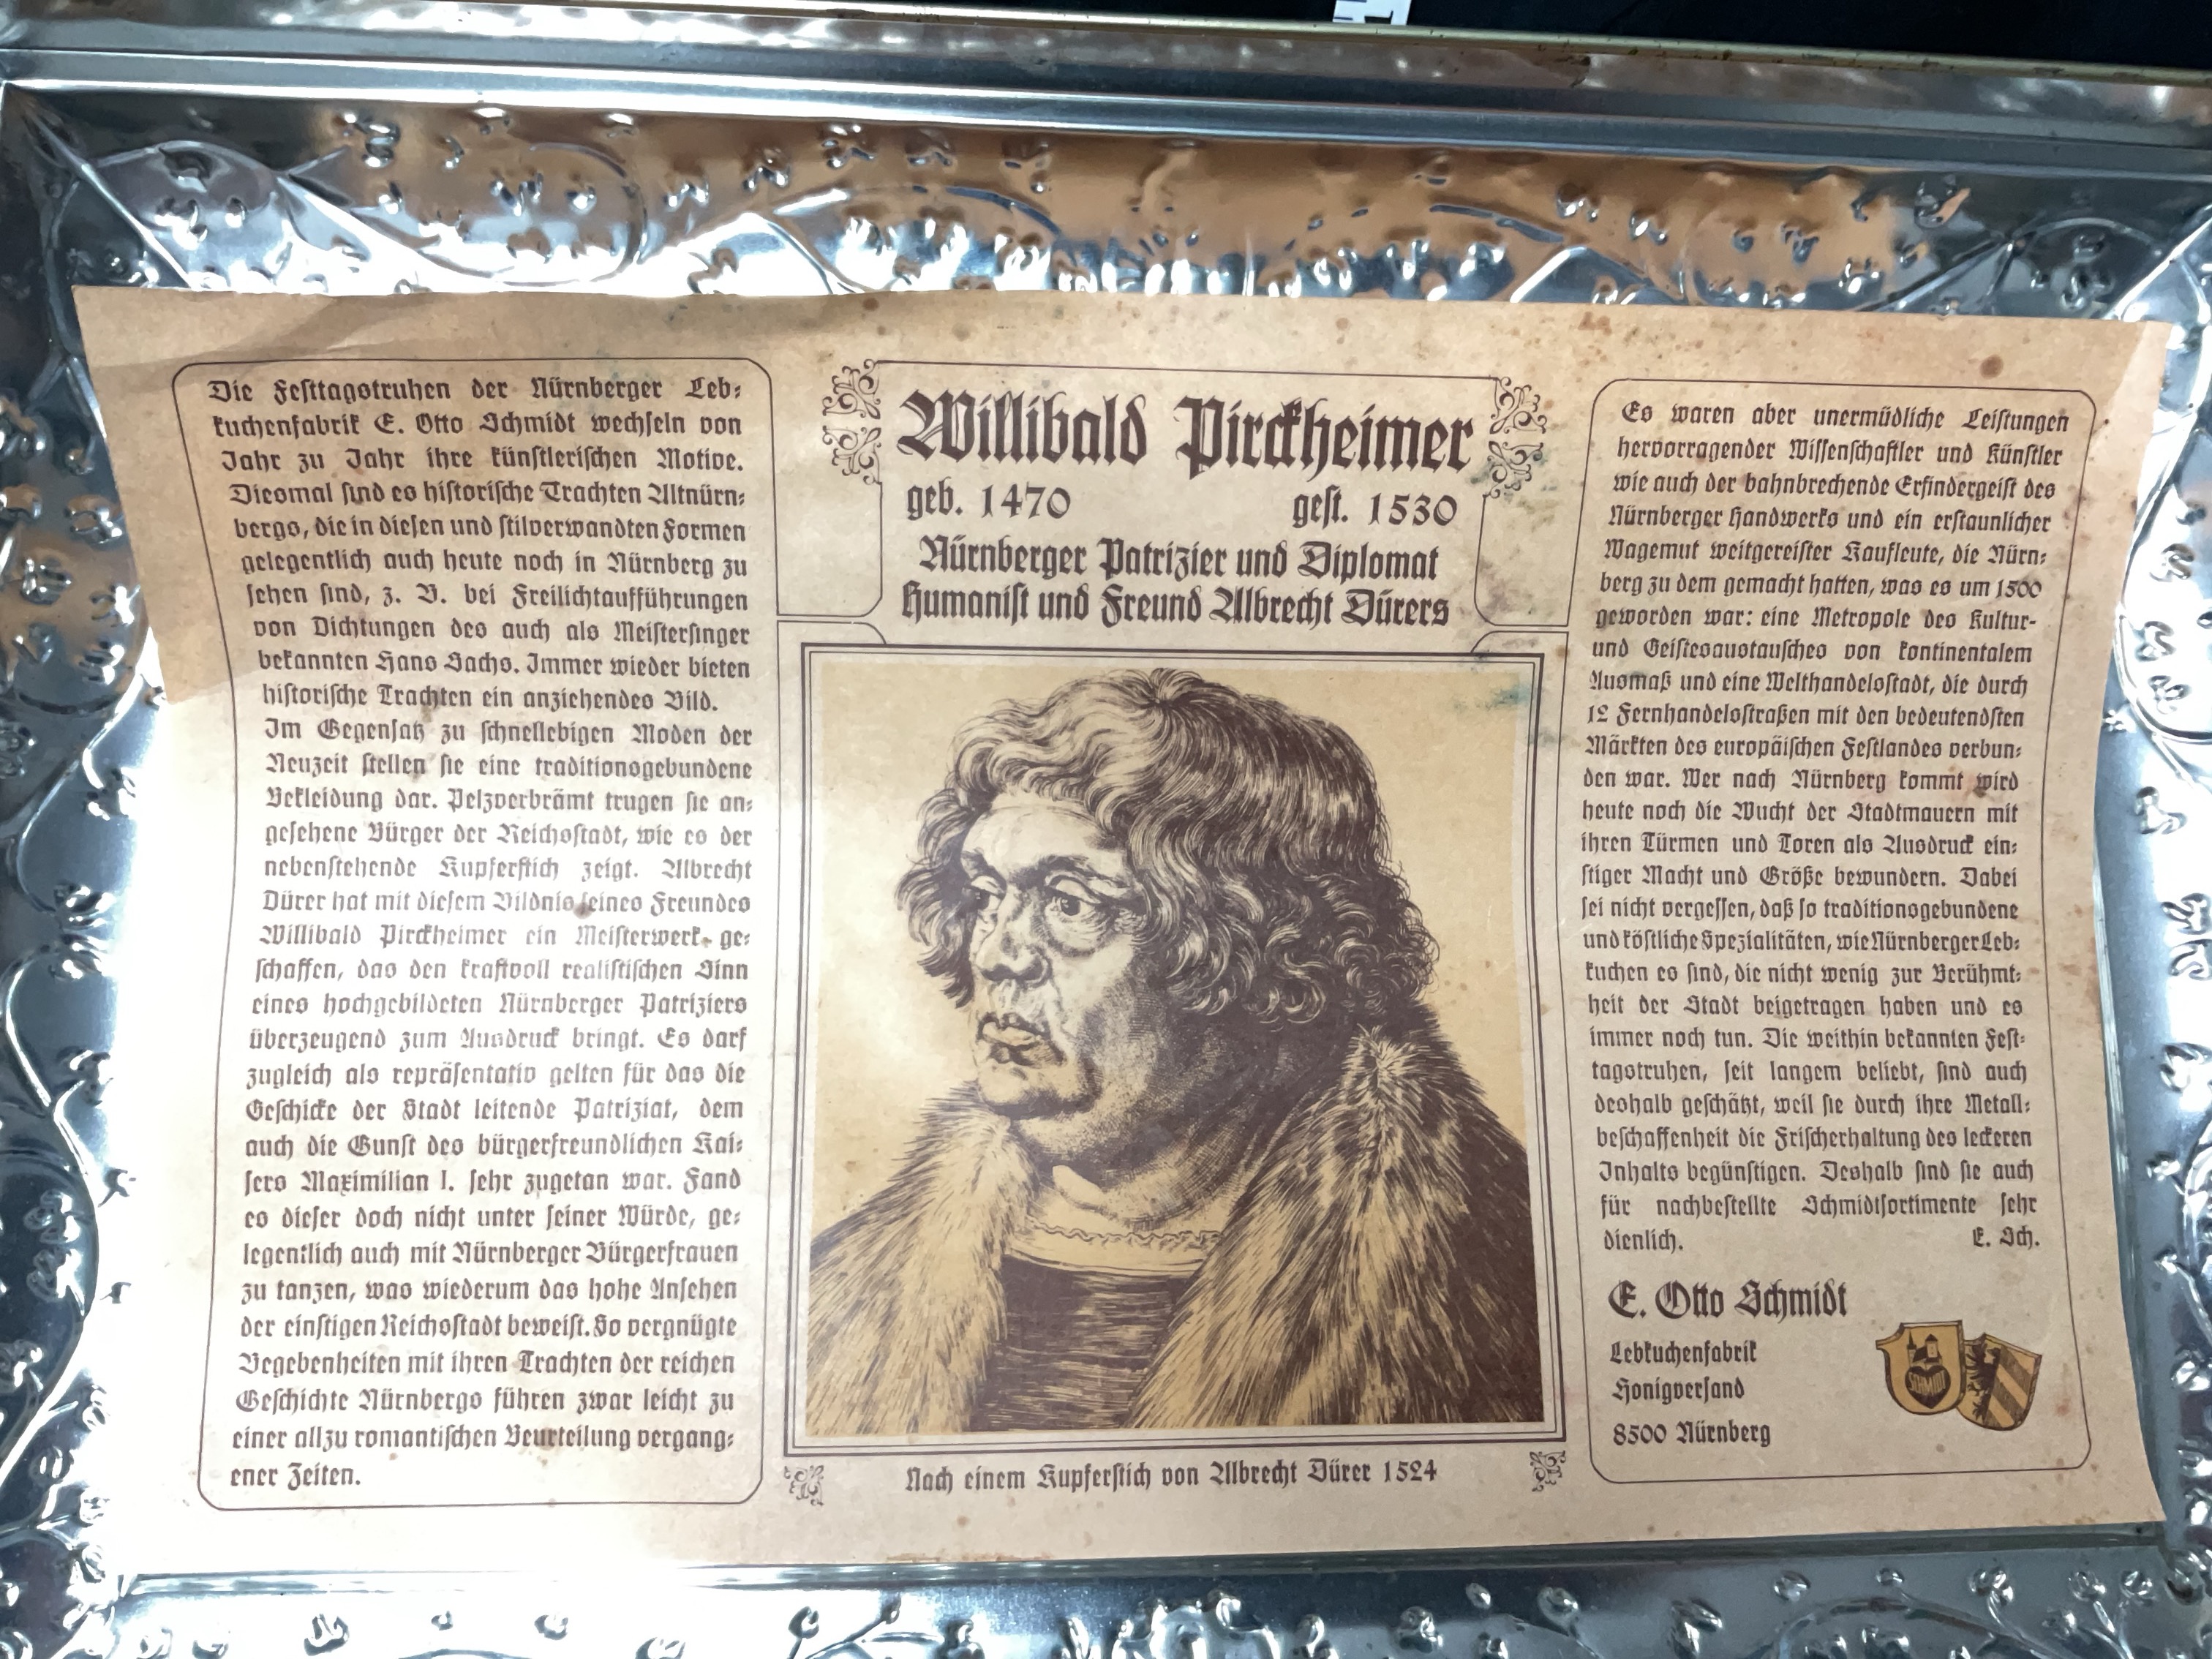 Die Festtagstruhen der Nürnberger Leb-
kuchenfabrik E. Otto Schmidt wechseln von
Jahr zu Jahr ihre künstlerischen Motive.
Diesmal sind es historische Trachten Altnürn-
bergs, die in diesen und stilverwandten Formen
gelegentlich auch heute noch in Nürnberg zu
sehen sind, z. B. bei Freilichtaufführungen
von Dichtungen des auch als Meistersinger
bekannten Hans Sachs. Immer wieder bieten
historische Trachten ein anziehendes Bild.
Im Gegensatz zu schnellebigen Moden der
Neuzeit stellen sie eine traditionsgebundene
Bekleidung dar. Pelzverbrämt trugen sie an-
gesehene Bürger der Reichsstadt, wie es der
nebenstehende Kupferstich zeigt. Albrecht
Dürer hat mit diesem Bildnis seines Freundes
Willibald Pirckheimer ein Meisterwerk ge-
schaffen, das den kraftvoll realistischen Sinn
eines hochgebildeten Nürnberger Patriziers
überzeugend zum Ausdruck bringt. Es darf
zugleich als repräsentativ gelten für das die
Geschicke der Stadt leitende Patriziat, dem
auch die Gunst des bürgerfreundlichen Kai-
sers Maximilian I. sehr zugetan war. Fand
es dieser doch nicht unter seiner Würde, ge-
legentlich auch mit Nürnberger Bürgerfrauen
zu tanzen, was wiederum das hohe Ansehen
der einstigen Reichsstadt beweist. So vergnügte
Begebenheiten mit ihren Trachten der reichen
Geschichte Nürnbergs führen zwar leicht zu
einer allzu romantischen Beurteilung vergang-
ener Zeiten.
Willibald Pirckheimer
geb. 1470 gest. 1530
Nürnberger Patrizier und Diplomat
Humanist und Freund Albrecht Dürers
Nach einem Kupferstich von Albrecht Dürer 1524
Es waren aber unermüdliche Leistungen
hervorragender Wissenschaftler und Künstler
wie auch der bahnbrechende Erfindergeist des
Nürnberger Handwerks und ein erstaunlicher
Wagemut weitgereister Kaufleute, die Nürn-
berg zu dem gemacht hatten, was es um 1500
geworden war: eine Metropole des Kultur-
und Geistesaustausches von kontinentalem
Ausmaß und eine Welthandelsstadt, die durch
12 Fernhandelsstraßen mit den bedeutendsten
Märkten des europäischen Festlandes verbun-
den war. Wer nach Nürnberg kommt wird
heute noch die Wucht der Stadtmauern mit
ihren Türmen und Toren als Ausdruck ein-
stiger Macht und Größe bewundern. Dabei
sei nicht vergessen, daß so traditionsgebundene
und köstliche Spezialitäten, wie Nürnberger Leb-
kuchen es sind, die nicht wenig zur Berühmt-
heit der Stadt beigetragen haben und es
immer noch tun. Die weithin bekannten Fest-
tagstruhen, seit langem beliebt, sind auch
deshalb geschätzt, weil sie durch ihre Metall-
beschaffenheit die Frischerhaltung des leckeren
Inhalts begünstigen. Deshalb sind sie auch
für nachbestellte Schmidtsortimente sehr
dienlich. E. Sch.
E. Otto Schmidt
Lebkuchenfabrik
Honigversand
8500 Nürnberg
SCHMIDT